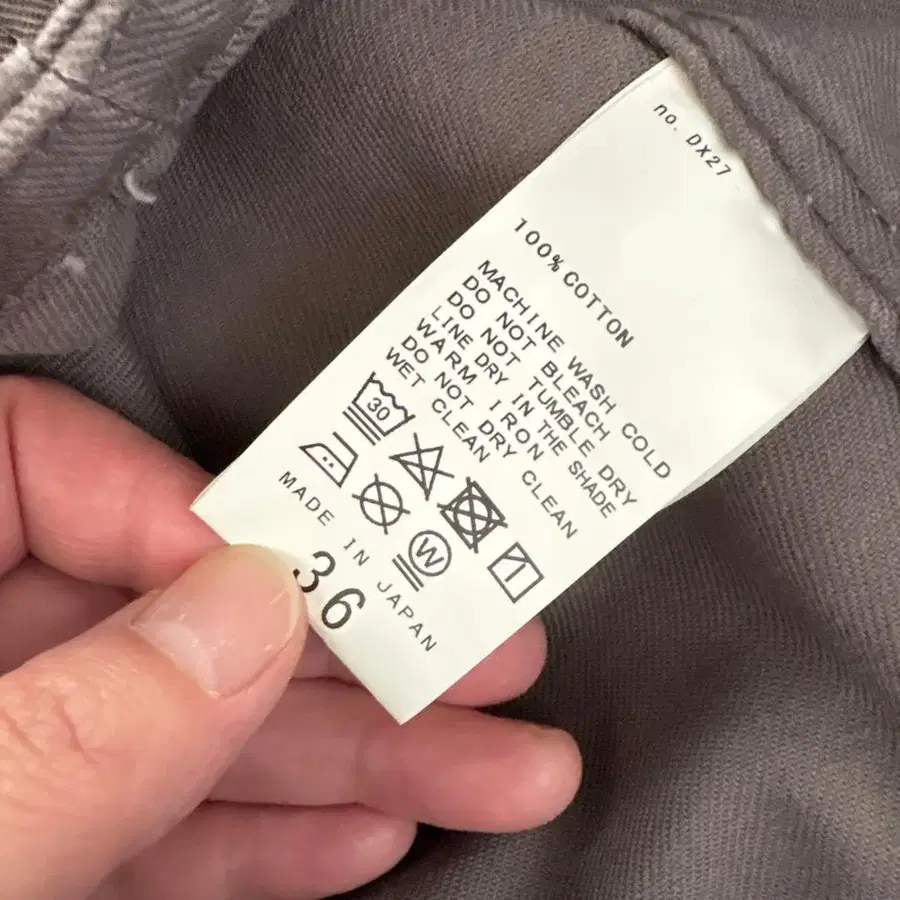 no. DX27
100% COTTON
MACHINE WASH COLD
DO NOT BLEACH
DO NOT TUMBLE DRY
LINE DRY IN THE SHADE
WARM IRON
DO NOT DRY CLEAN
WET CLEAN
30
W
MADE IN JAPAN
36